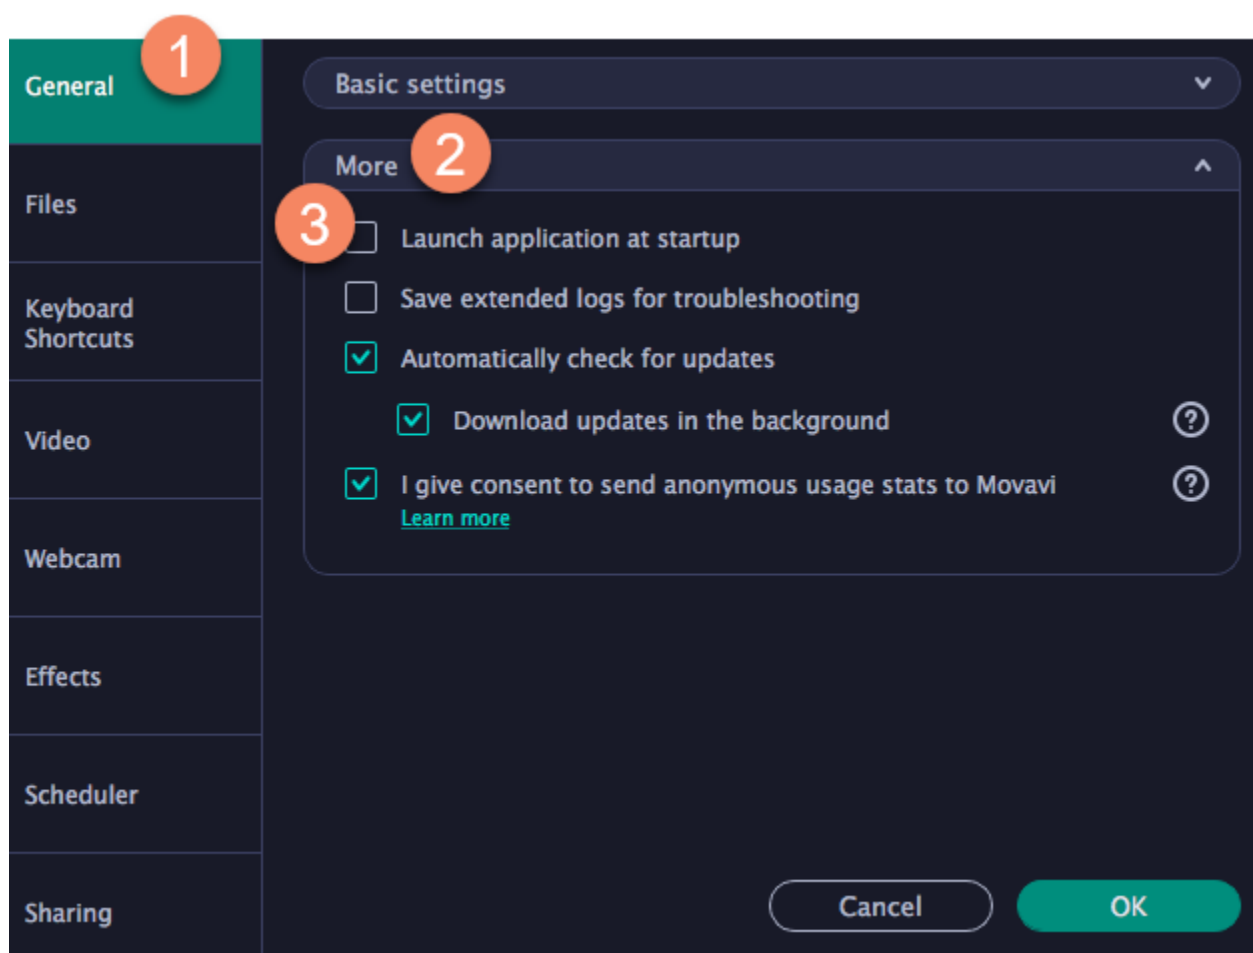 1
General
Basic settings
More
2
Files
3
Launch application at startup
Keyboard
Shortcuts
Save extended logs for troubleshooting
Automatically check for updates
Video
Download updates in the background
?
I give consent to send anonymous usage stats to Movavi
?
Learn more
Webcam
Effects
Scheduler
Sharing
Cancel
OK